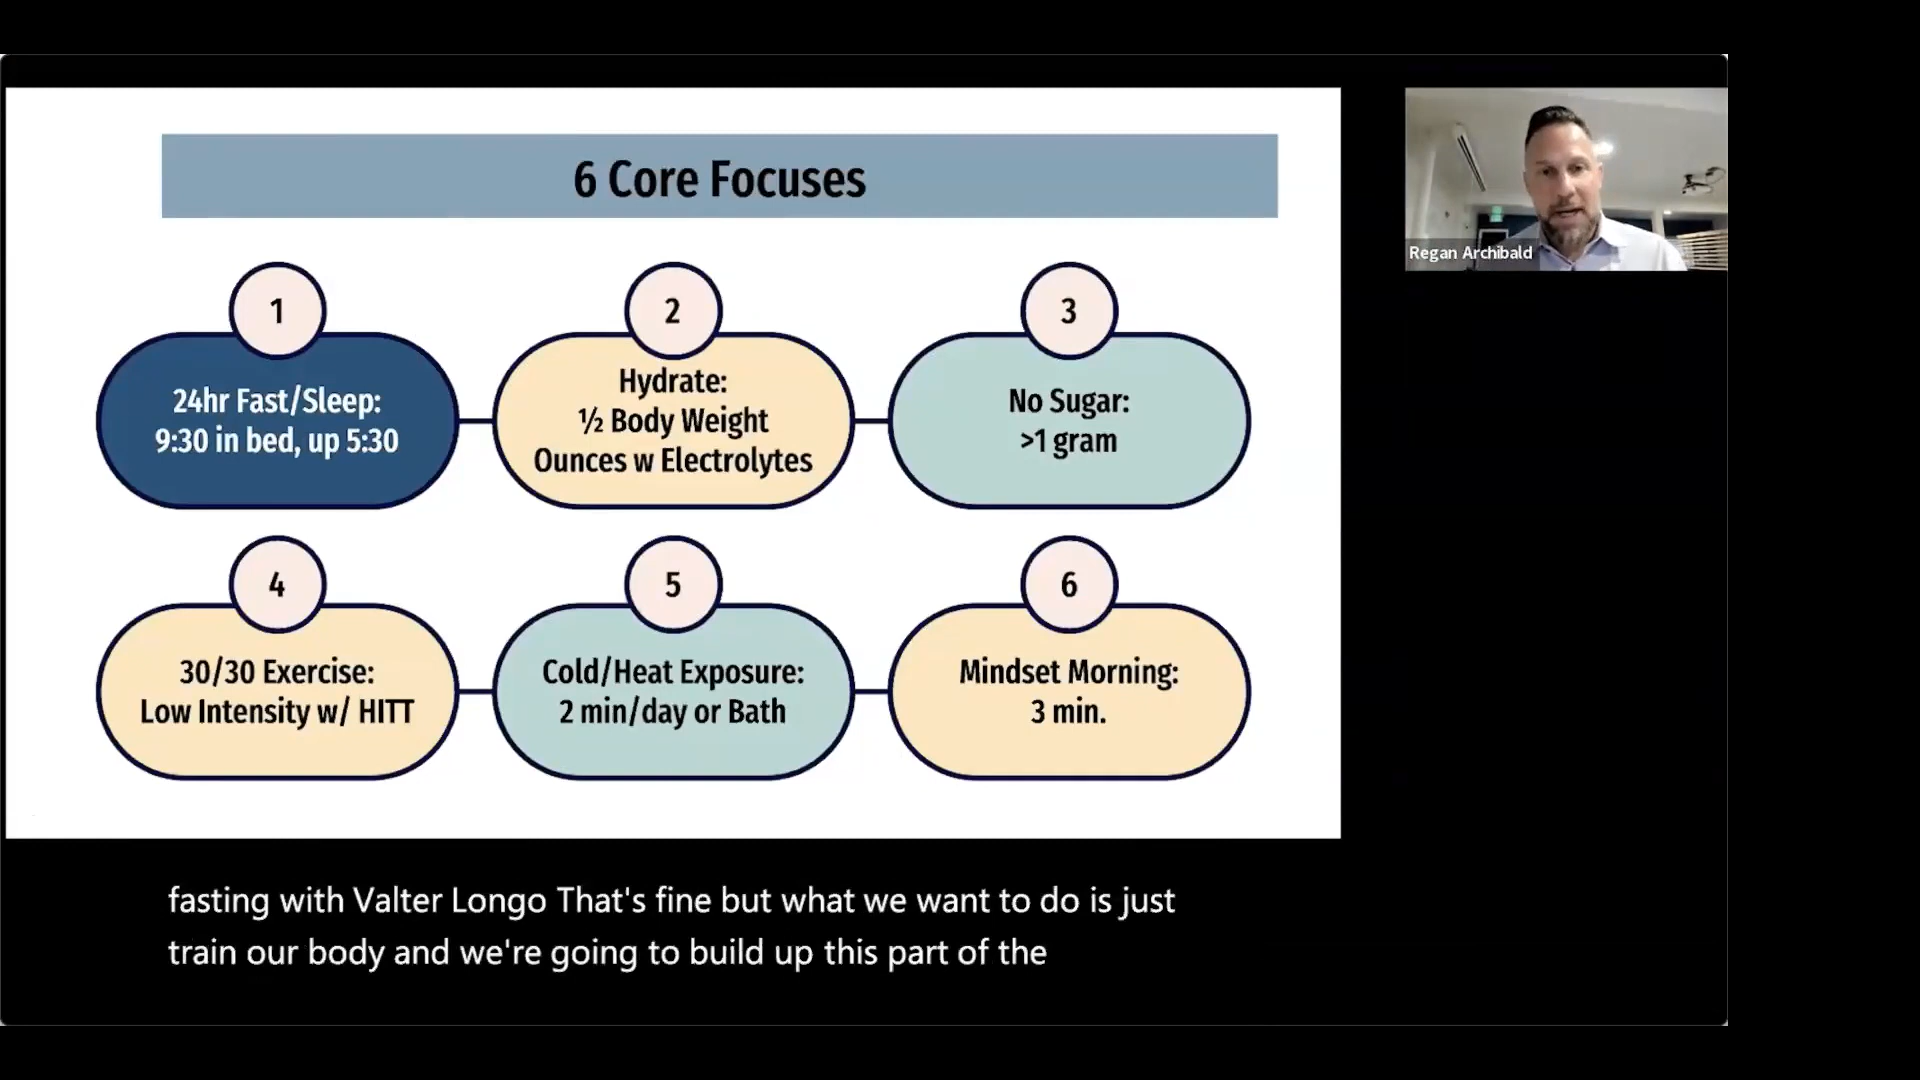 6 Core Focuses
1
24hr Fast/Sleep:
9:30 in bed, up 5:30
2
Hydrate:
½ Body Weight
Ounces w Electrolytes
3
No Sugar:
>1 gram
4
30/30 Exercise:
Low Intensity w/ HITT
5
Cold/Heat Exposure:
2 min/day or Bath
6
Mindset Morning:
3 min.
Regan Archibald
fasting with Valter Longo That's fine but what we want to do is just
train our body and we're going to build up this part of the